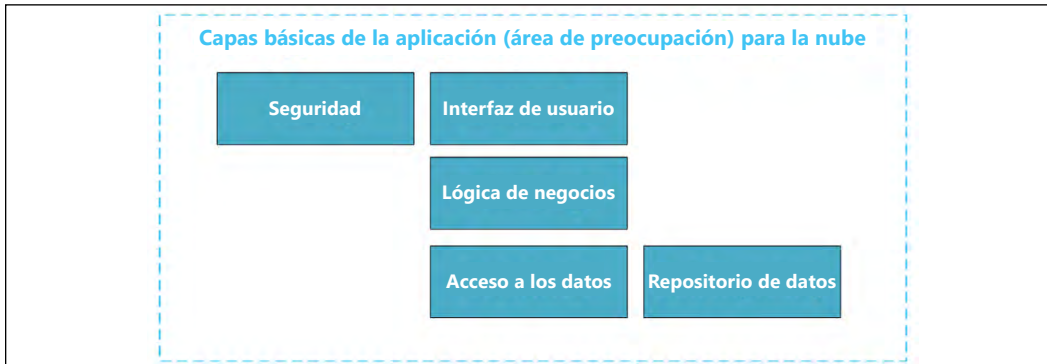 Capas básicas de la aplicación (área de preocupación) para la nube
Seguridad
Interfaz de usuario
Lógica de negocios
Acceso a los datos
Repositorio de datos